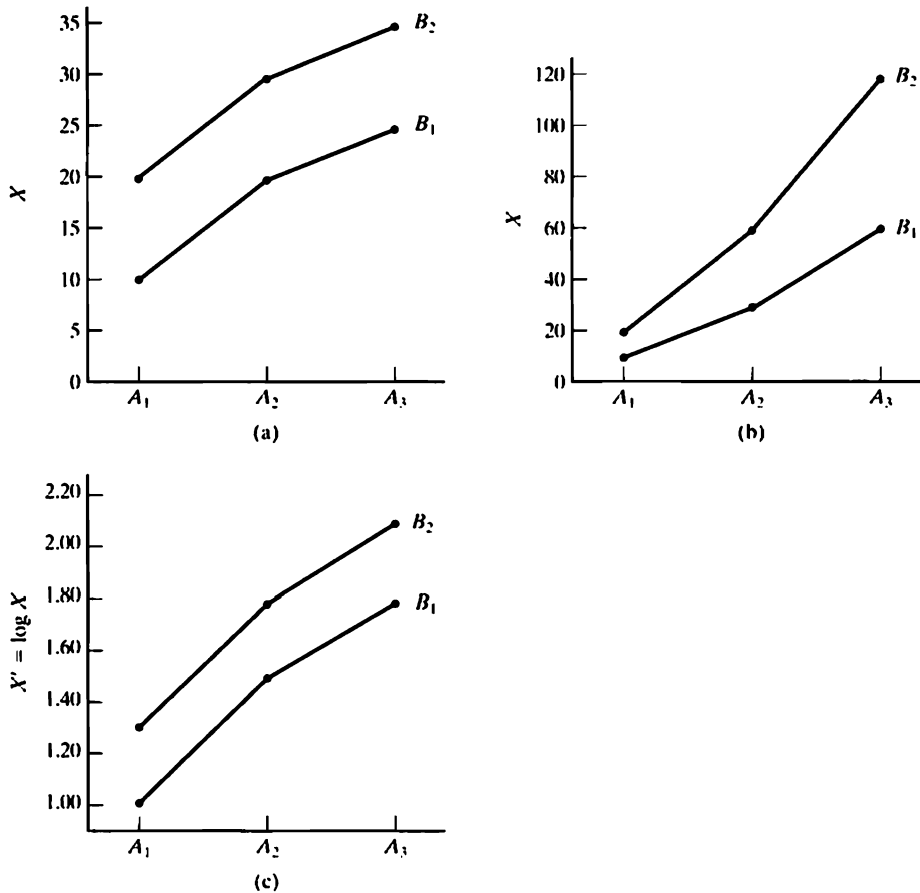 35
30
25
20
15
10
5
0
X
B₂
B₁
A₁ A₂ A₃
(a)
120
100
80
60
40
20
0
X
B₂
B₁
A₁ A₂ A₃
(b)
2.20
2.00
1.80
1.60
1.40
1.20
1.00
X' = log X
B₂
B₁
A₁ A₂ A₃
(c)